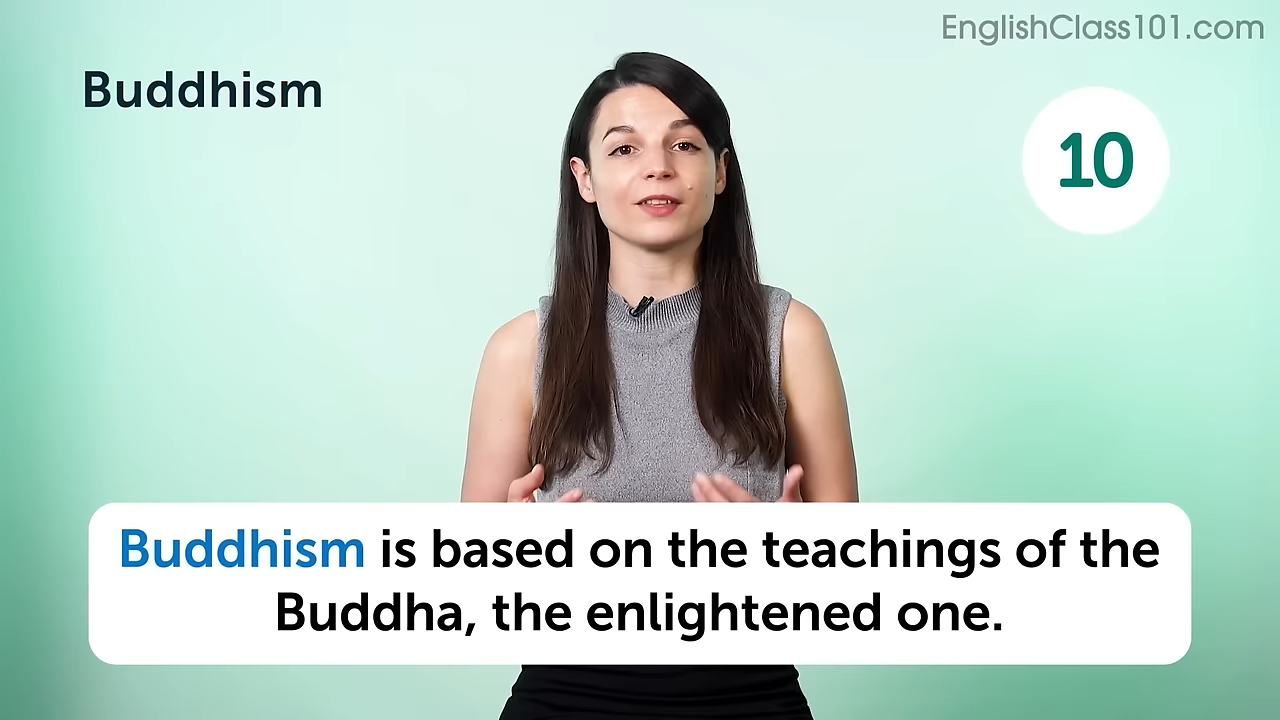 EnglishClass101.com
Buddhism
10
Buddhism is based on the teachings of the
Buddha, the enlightened one.